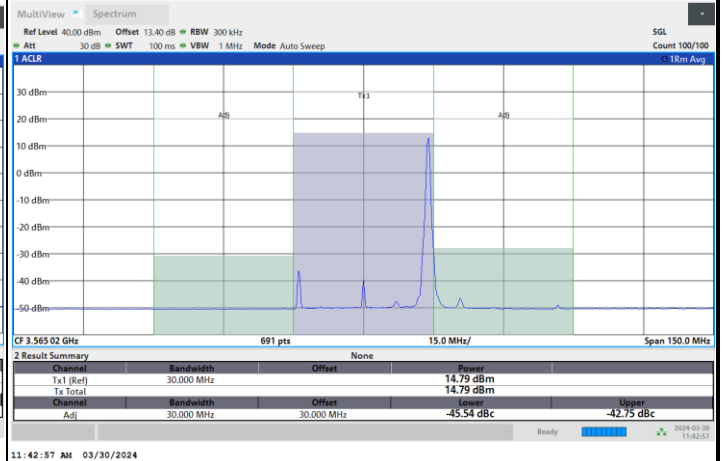 MultiView Spectrum
Ref Level 40.00 dBm Offset 13.40 dB RBW 300 kHz SGL
Att 30 dB SWT 100 ms VBW 1 MHz Mode Auto Sweep Count 100/100
1 ACLR 1Rm Avg
30 dBm
Tx1
20 dBm
Adj Adj
10 dBm
0 dBm
-10 dBm
-20 dBm
-30 dBm
-40 dBm
-50 dBm
CF 3.565 02 GHz 691 pts 15.0 MHz/ Span 150.0 MHz
2 Result Summary None
Channel Bandwidth Offset Power
Tx1 (Ref) 30.000 MHz 14.79 dBm
Tx Total 14.79 dBm
Channel Bandwidth Offset Lower Upper
Adj 30.000 MHz 30.000 MHz -45.54 dBc -42.75 dBc
Ready 2024-03-30
11:42:57
11:42:57 AM 03/30/2024